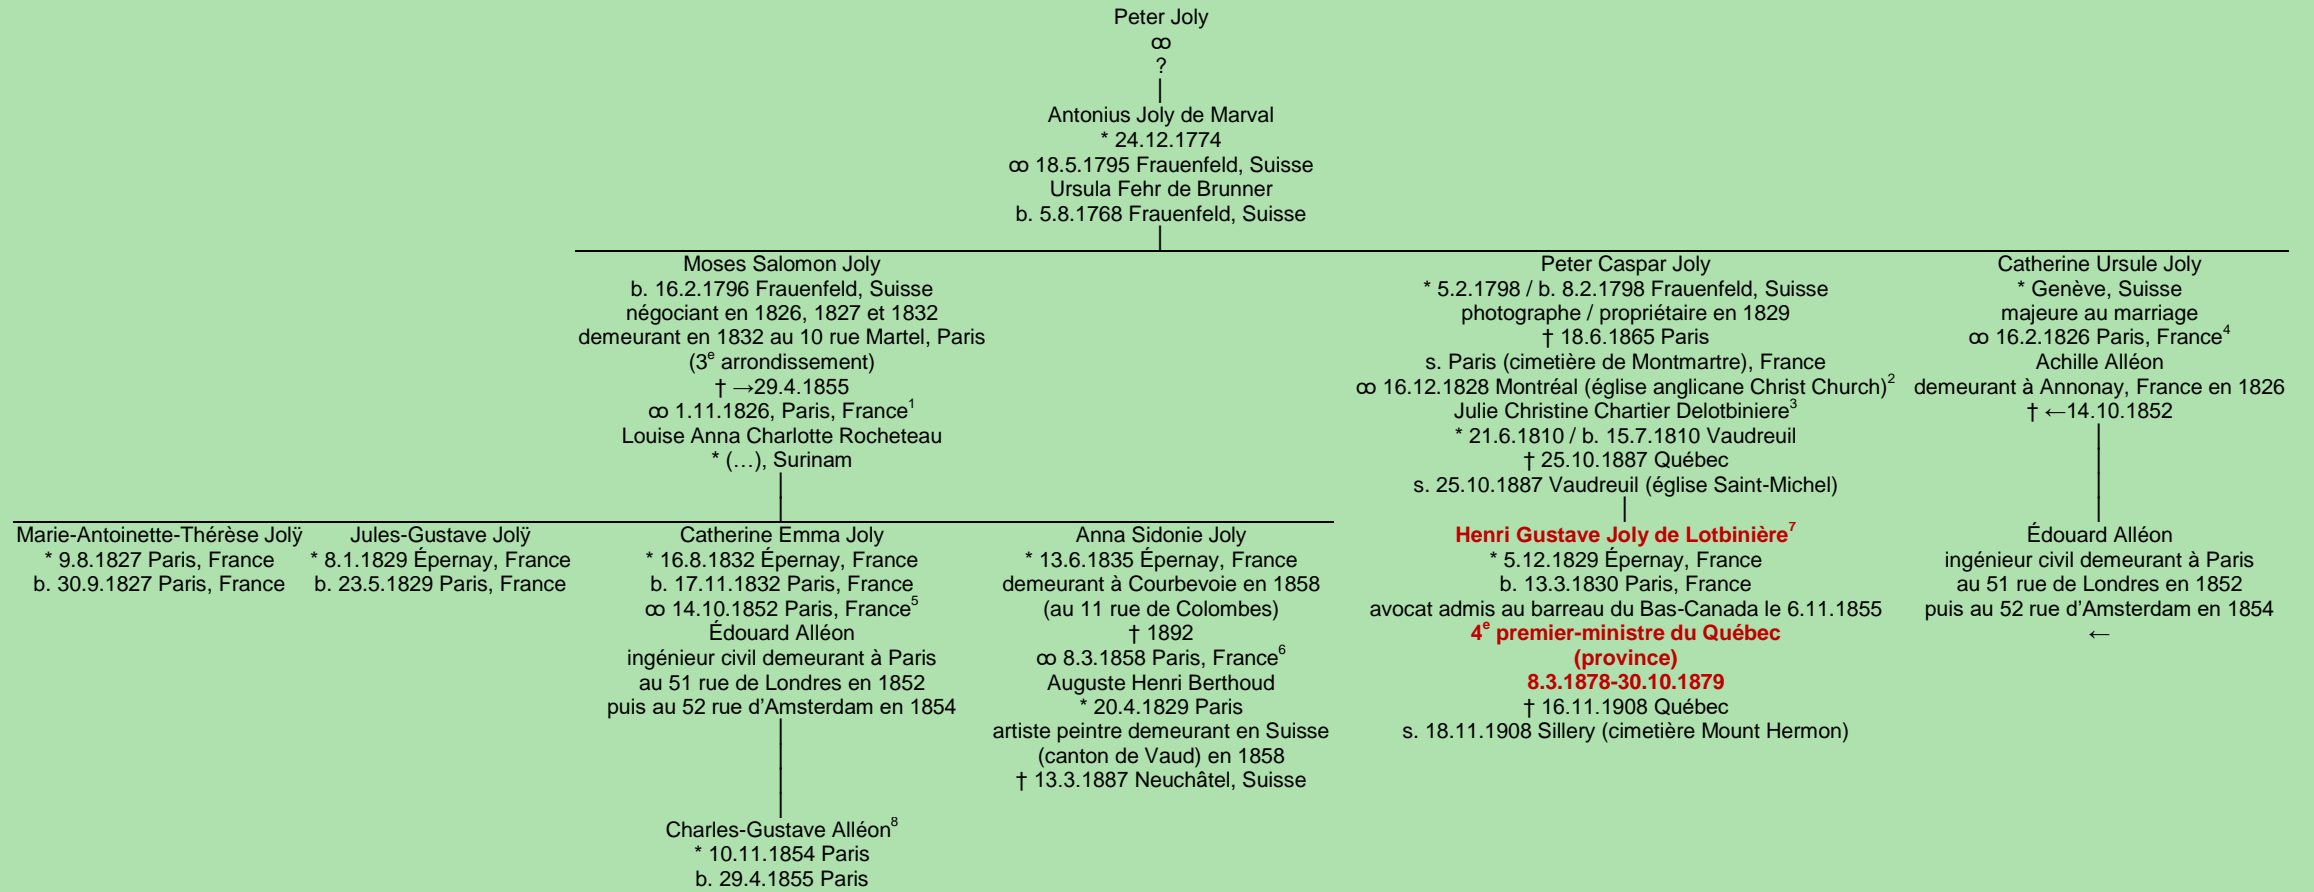 Peter Joly
ꝏ
?
Antonius Joly de Marval
* 24.12.1774
ꝏ 18.5.1795 Frauenfeld, Suisse
Ursula Fehr de Brunner
b. 5.8.1768 Frauenfeld, Suisse
Moses Salomon Joly
b. 16.2.1796 Frauenfeld, Suisse
négociant en 1826, 1827 et 1832
demeurant en 1832 au 10 rue Martel, Paris
(3e arrondissement)
† →29.4.1855
ꝏ 1.11.1826, Paris, France1
Louise Anna Charlotte Rocheteau
* (…), Surinam
Peter Caspar Joly
* 5.2.1798 / b. 8.2.1798 Frauenfeld, Suisse
photographe / propriétaire en 1829
† 18.6.1865 Paris
s. Paris (cimetière de Montmartre), France
ꝏ 16.12.1828 Montréal (église anglicane Christ Church)2
Julie Christine Chartier Delotbiniere3
* 21.6.1810 / b. 15.7.1810 Vaudreuil
† 25.10.1887 Québec
s. 25.10.1887 Vaudreuil (église Saint-Michel)
Catherine Ursule Joly
* Genève, Suisse
majeure au marriage
ꝏ 16.2.1826 Paris, France4
Achille Alléon
demeurant à Annonay, France en 1826
† ←14.10.1852
Marie-Antoinette-Thérèse Jolÿ
* 9.8.1827 Paris, France
b. 30.9.1827 Paris, France
Jules-Gustave Jolÿ
* 8.1.1829 Épernay, France
b. 23.5.1829 Paris, France
Catherine Emma Joly
* 16.8.1832 Épernay, France
b. 17.11.1832 Paris, France
ꝏ 14.10.1852 Paris, France5
Édouard Alléon
ingénieur civil demeurant à Paris
au 51 rue de Londres en 1852
puis au 52 rue d'Amsterdam en 1854
Anna Sidonie Joly
* 13.6.1835 Épernay, France
demeurant à Courbevoie en 1858
(au 11 rue de Colombes)
† 1892
ꝏ 8.3.1858 Paris, France6
Auguste Henri Berthoud
* 20.4.1829 Paris
artiste peintre demeurant en Suisse
(canton de Vaud) en 1858
† 13.3.1887 Neuchâtel, Suisse
Henri Gustave Joly de Lotbinière7
* 5.12.1829 Épernay, France
b. 13.3.1830 Paris, France
avocat admis au barreau du Bas-Canada le 6.11.1855
4e premier-ministre du Québec
(province)
8.3.1878-30.10.1879
† 16.11.1908 Québec
s. 18.11.1908 Sillery (cimetière Mount Hermon)
Édouard Alléon
ingénieur civil demeurant à Paris
au 51 rue de Londres en 1852
puis au 52 rue d'Amsterdam en 1854
←
Charles-Gustave Alléon8
* 10.11.1854 Paris
b. 29.4.1855 Paris